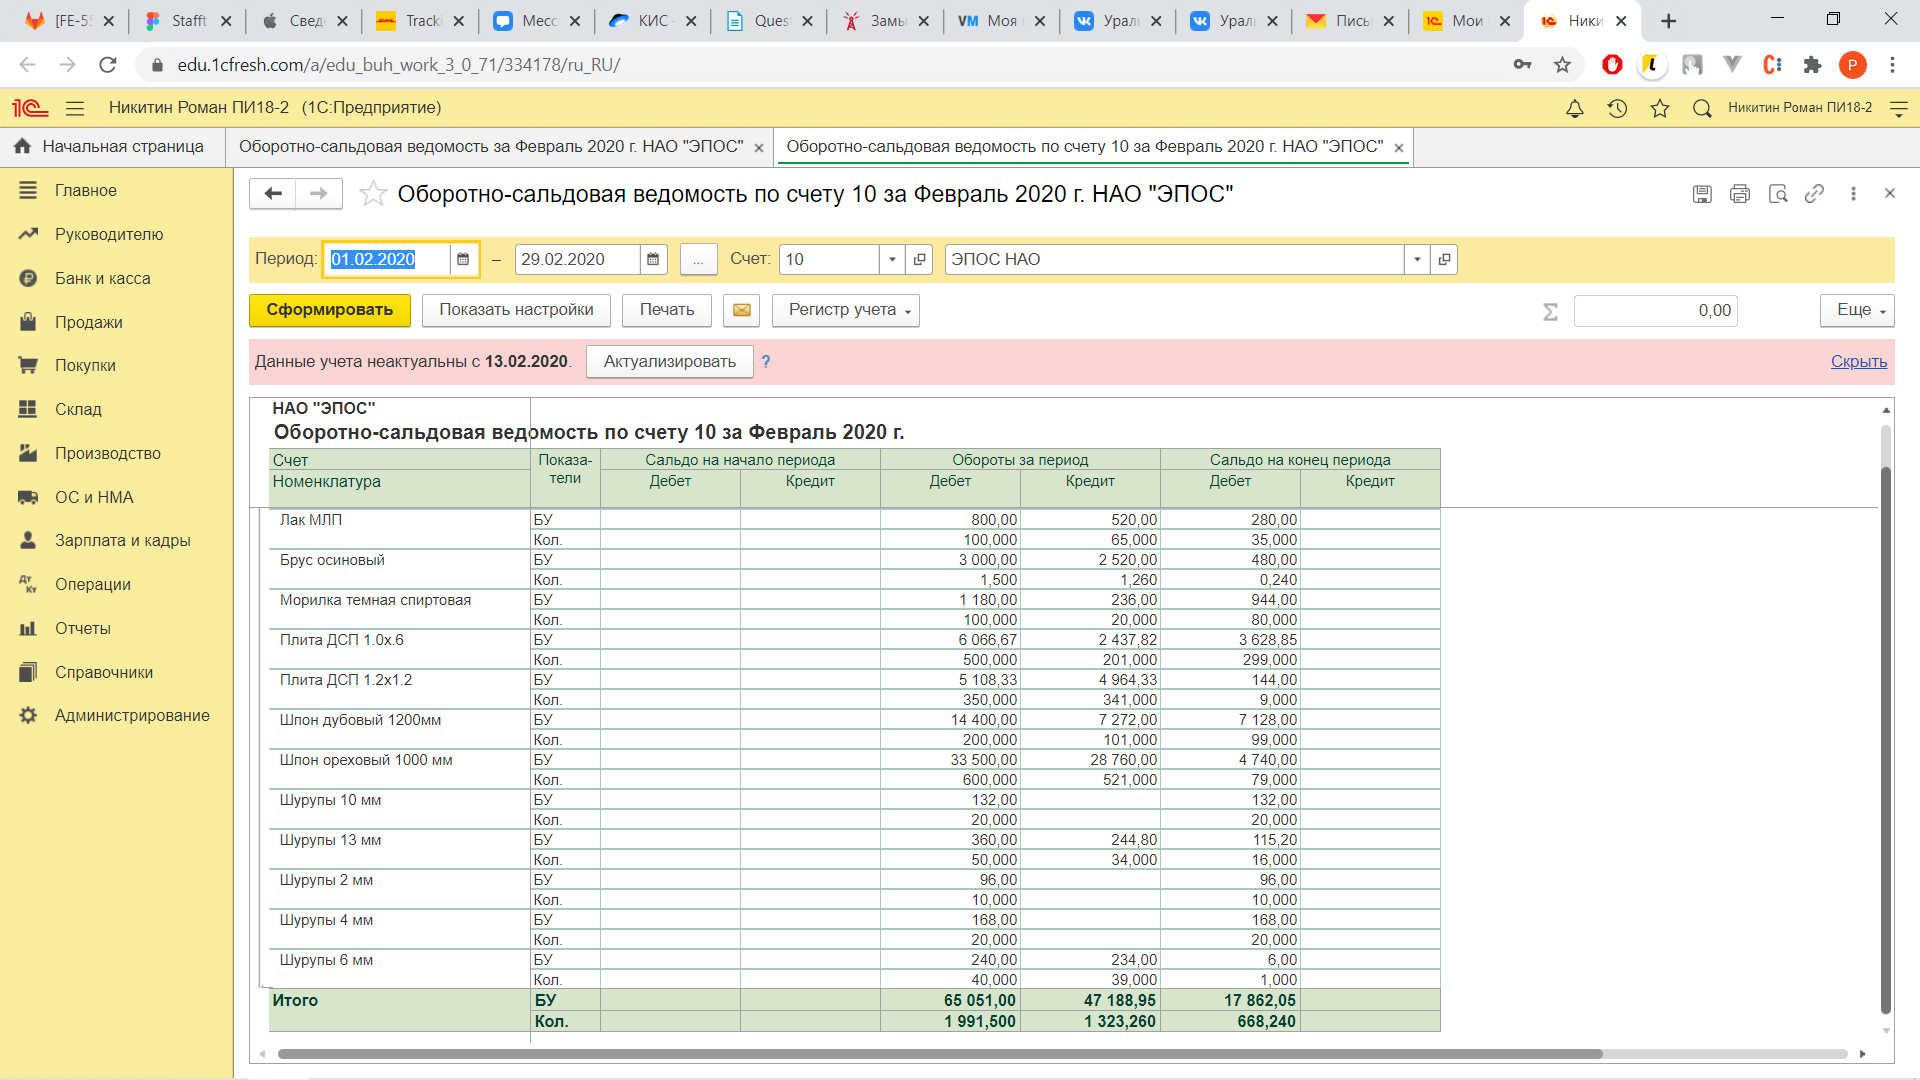 [FE-55 Stafft Сведе Tracki Мессе КИС - Quest Замы VM Моя Ураль Ураль Письм Мои Ники
edu.1cfresh.com/a/edu_buh_work_3_0_71/334178/ru_RU/
P
Никитин Роман ПИ18-2 (1С:Предприятие)
Никитин Роман ПИ18-2
Начальная страница
Оборотно-сальдовая ведомость за Февраль 2020 г. НАО "ЭПОС"
Оборотно-сальдовая ведомость по счету 10 за Февраль 2020 г. НАО "ЭПОС"
Главное
Руководителю
Банк и касса
Продажи
Покупки
Склад
Производство
ОС и НМА
Зарплата и кадры
Операции
Отчеты
Справочники
Администрирование
Оборотно-сальдовая ведомость по счету 10 за Февраль 2020 г. НАО "ЭПОС"
Период: 01.02.2020 – 29.02.2020 ... Счет: 10 ЭПОС НАО
Сформировать Показать настройки Печать Регистр учета Σ 0,00 Еще
Данные учета неактуальны с 13.02.2020. Актуализировать ? Скрыть
НАО "ЭПОС"
Оборотно-сальдовая ведомость по счету 10 за Февраль 2020 г.
Счет Показа-тели Сальдо на начало периода Обороты за период Сальдо на конец периода
Номенклатура Дебет Кредит Дебет Кредит Дебет Кредит
Лак МЛП БУ 800,00 520,00 280,00
Кол. 100,000 65,000 35,000
Брус осиновый БУ 3 000,00 2 520,00 480,00
Кол. 1,500 1,260 0,240
Морилка темная спиртовая БУ 1 180,00 236,00 944,00
Кол. 100,000 20,000 80,000
Плита ДСП 1.0х.6 БУ 6 066,67 2 437,82 3 628,85
Кол. 500,000 201,000 299,000
Плита ДСП 1.2х1.2 БУ 5 108,33 4 964,33 144,00
Кол. 350,000 341,000 9,000
Шпон дубовый 1200мм БУ 14 400,00 7 272,00 7 128,00
Кол. 200,000 101,000 99,000
Шпон ореховый 1000 мм БУ 33 500,00 28 760,00 4 740,00
Кол. 600,000 521,000 79,000
Шурупы 10 мм БУ 132,00 132,00
Кол. 20,000 20,000
Шурупы 13 мм БУ 360,00 244,80 115,20
Кол. 50,000 34,000 16,000
Шурупы 2 мм БУ 96,00 96,00
Кол. 10,000 10,000
Шурупы 4 мм БУ 168,00 168,00
Кол. 20,000 20,000
Шурупы 6 мм БУ 240,00 234,00 6,00
Кол. 40,000 39,000 1,000
Итого БУ 65 051,00 47 188,95 17 862,05
Кол. 1 991,500 1 323,260 668,240